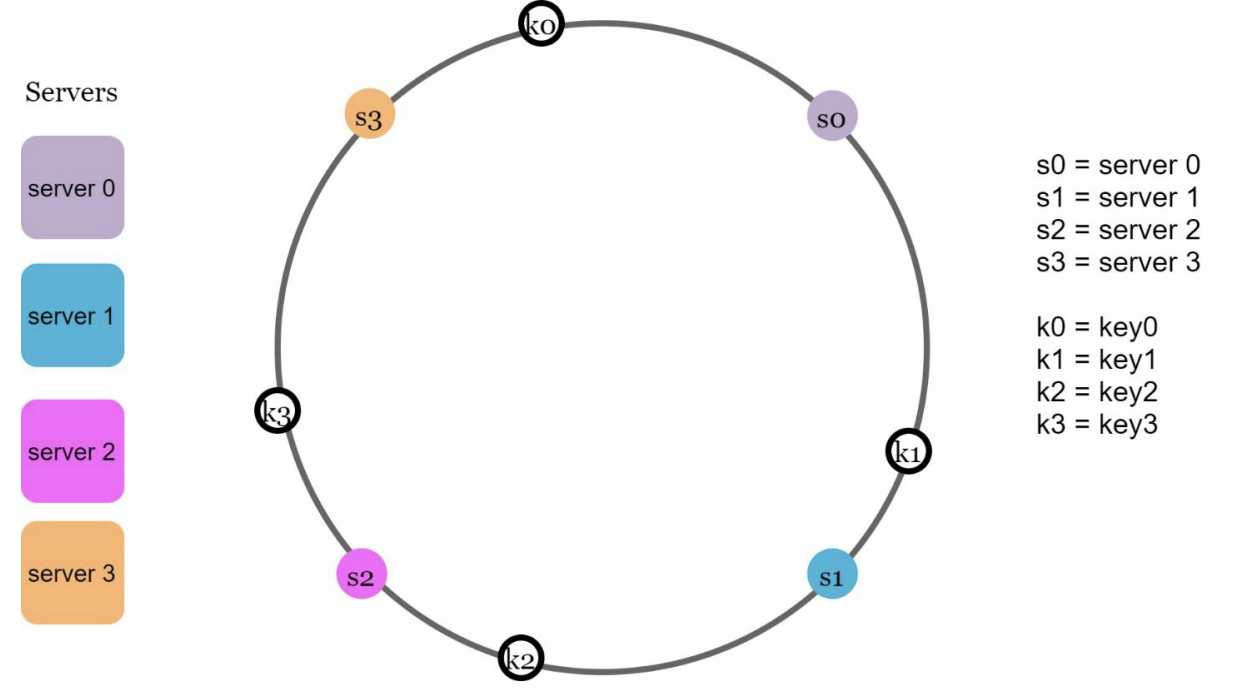 Servers
server 0
server 1
server 2
server 3
k0
s3
s0
k3
k1
s2
s1
k2
s0 = server 0
s1 = server 1
s2 = server 2
s3 = server 3
k0 = key0
k1 = key1
k2 = key2
k3 = key3